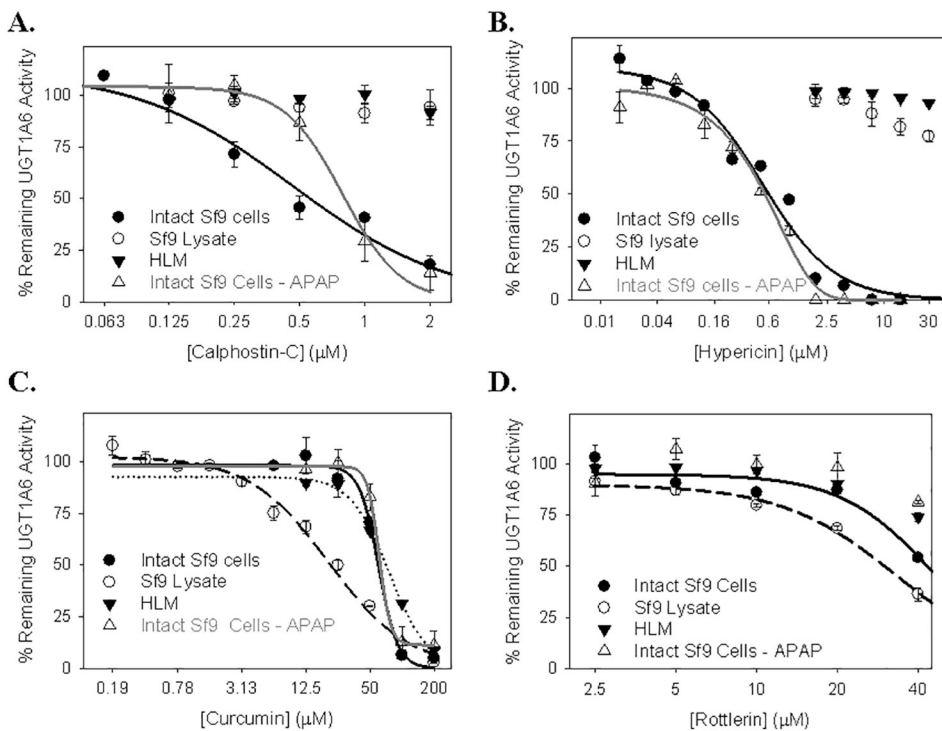 A.
% Remaining UGT1A6 Activity
100
75
50
25
0
Intact Sf9 cells
Sf9 Lysate
HLM
Intact Sf9 Cells - APAP
0.063 0.125 0.25 0.5 1 2
[Calphostin-C] (μM)
B.
% Remaining UGT1A6 Activity
100
75
50
25
0
Intact Sf9 cells
Sf9 lysate
HLM
Intact Sf9 cells - APAP
0.01 0.04 0.16 0.6 2.5 10 30
[Hypericin] (μM)
C.
% Remaining UGT1A6 Activity
100
75
50
25
0
Intact Sf9 cells
Sf9 Lysate
HLM
Intact Sf9 Cells - APAP
0.19 0.78 3.13 12.5 50 200
[Curcumin] (μM)
D.
% Remaining UGT1A6 Activity
100
75
50
25
0
Intact Sf9 Cells
Sf9 Lysate
HLM
Intact Sf9 Cells - APAP
2.5 5 10 20 40
[Rottlerin] (μM)